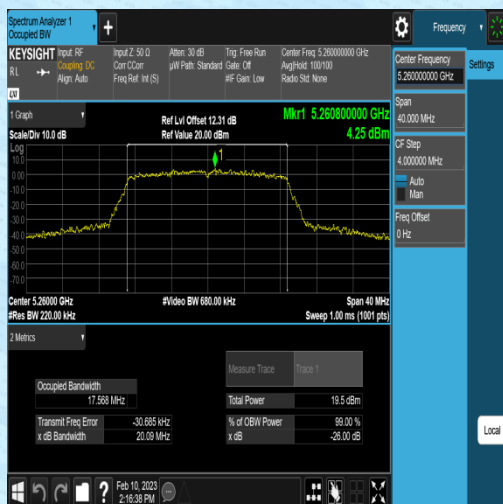 Spectrum Analyzer 1
Occupied BW
+
Frequency
KEYSIGHT
RL
Input: RF
Coupling: DC
Align: Auto
Input Z: 50 Ω
Corr CCorr
Freq Ref: Int (S)
Atten: 30 dB
µW Path: Standard
Trig: Free Run
Gate: Off
#IF Gain: Low
Center Freq: 5.260000000 GHz
Avg|Hold: 100/100
Radio Std: None
LXI
Center Frequency
5.260000000 GHz
Settings
Span
40.000 MHz
CF Step
4.000000 MHz
Auto
Man
Freq Offset
0 Hz
1 Graph
Scale/Div 10.0 dB
Ref Lvl Offset 12.31 dB
Ref Value 20.00 dBm
Mkr1 5.260800000 GHz
4.25 dBm
Log
10.0
0.00
-10.0
-20.0
-30.0
-40.0
-50.0
-60.0
-70.0
1
Center 5.26000 GHz
#Res BW 220.00 kHz
#Video BW 680.00 kHz
Span 40 MHz
Sweep 1.00 ms (1001 pts)
2 Metrics
Measure Trace
Trace 1
Occupied Bandwidth
17.568 MHz
Total Power
19.5 dBm
Transmit Freq Error
-30.685 kHz
% of OBW Power
99.00 %
x dB Bandwidth
20.09 MHz
x dB
-26.00 dB
Local
?
Feb 10, 2023
2:16:38 PM